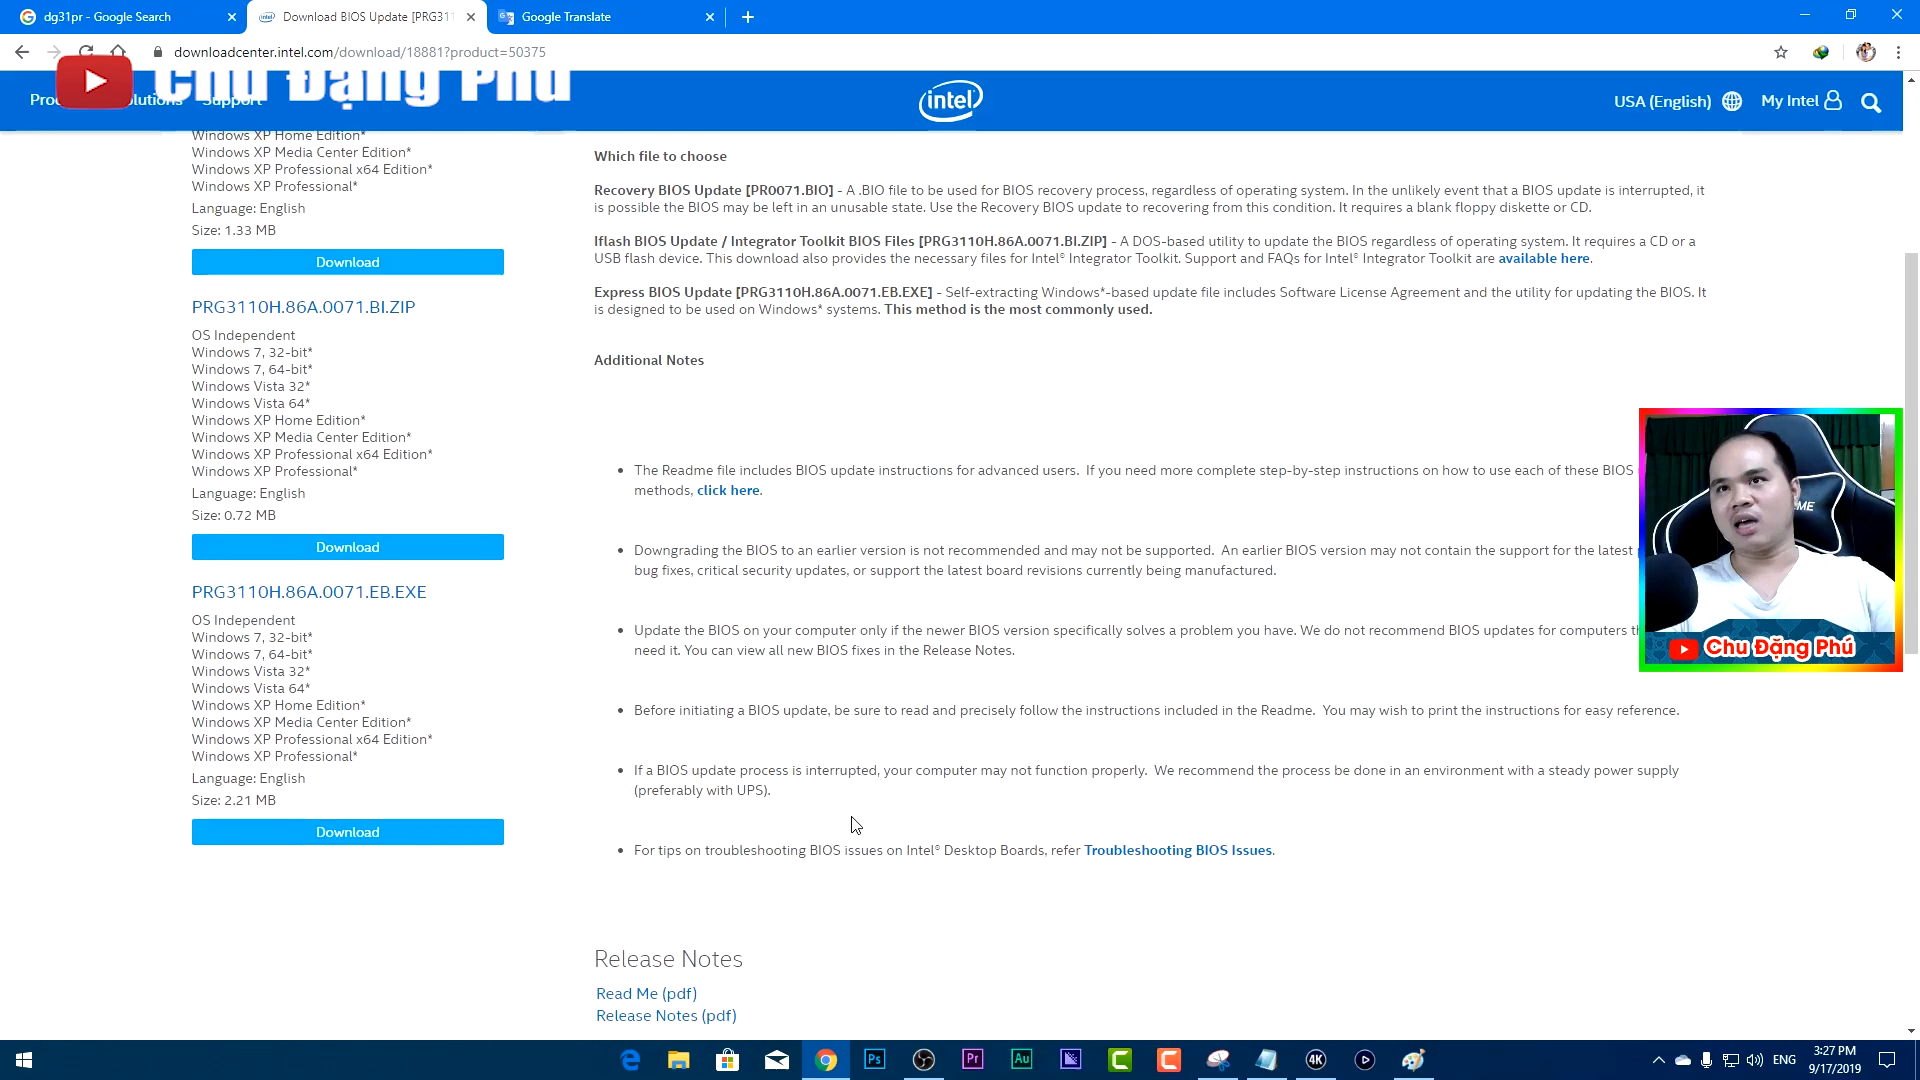 dg31pr - Google Search
Download BIOS Update [PRG311
Google Translate
downloadcenter.intel.com/download/18881?product=50375
Chu Đặng Phú
Support
intel
USA (English)
My Intel
Windows XP Home Edition*
Windows XP Media Center Edition*
Windows XP Professional x64 Edition*
Windows XP Professional*
Language: English
Size: 1.33 MB
Download
PRG3110H.86A.0071.BI.ZIP
OS Independent
Windows 7, 32-bit*
Windows 7, 64-bit*
Windows Vista 32*
Windows Vista 64*
Windows XP Home Edition*
Windows XP Media Center Edition*
Windows XP Professional x64 Edition*
Windows XP Professional*
Language: English
Size: 0.72 MB
Download
PRG3110H.86A.0071.EB.EXE
OS Independent
Windows 7, 32-bit*
Windows 7, 64-bit*
Windows Vista 32*
Windows Vista 64*
Windows XP Home Edition*
Windows XP Media Center Edition*
Windows XP Professional x64 Edition*
Windows XP Professional*
Language: English
Size: 2.21 MB
Download
Which file to choose
Recovery BIOS Update [PR0071.BIO] - A .BIO file to be used for BIOS recovery process, regardless of operating system. In the unlikely event that a BIOS update is interrupted, it
is possible the BIOS may be left in an unusable state. Use the Recovery BIOS update to recovering from this condition. It requires a blank floppy diskette or CD.
Iflash BIOS Update / Integrator Toolkit BIOS Files [PRG3110H.86A.0071.BI.ZIP] - A DOS-based utility to update the BIOS regardless of operating system. It requires a CD or a
USB flash device. This download also provides the necessary files for Intel® Integrator Toolkit. Support and FAQs for Intel® Integrator Toolkit are available here.
Express BIOS Update [PRG3110H.86A.0071.EB.EXE] - Self-extracting Windows*-based update file includes Software License Agreement and the utility for updating the BIOS. It
is designed to be used on Windows* systems. This method is the most commonly used.
Additional Notes
• The Readme file includes BIOS update instructions for advanced users. If you need more complete step-by-step instructions on how to use each of these BIOS
methods, click here.
• Downgrading the BIOS to an earlier version is not recommended and may not be supported. An earlier BIOS version may not contain the support for the latest
bug fixes, critical security updates, or support the latest board revisions currently being manufactured.
• Update the BIOS on your computer only if the newer BIOS version specifically solves a problem you have. We do not recommend BIOS updates for computers
need it. You can view all new BIOS fixes in the Release Notes.
• Before initiating a BIOS update, be sure to read and precisely follow the instructions included in the Readme. You may wish to print the instructions for easy reference.
• If a BIOS update process is interrupted, your computer may not function properly. We recommend the process be done in an environment with a steady power supply
(preferably with UPS).
• For tips on troubleshooting BIOS issues on Intel® Desktop Boards, refer Troubleshooting BIOS Issues.
Chu Đặng Phú
Release Notes
Read Me (pdf)
Release Notes (pdf)
Ps
Pr
Au
4K
ENG
3:27 PM
9/17/2019